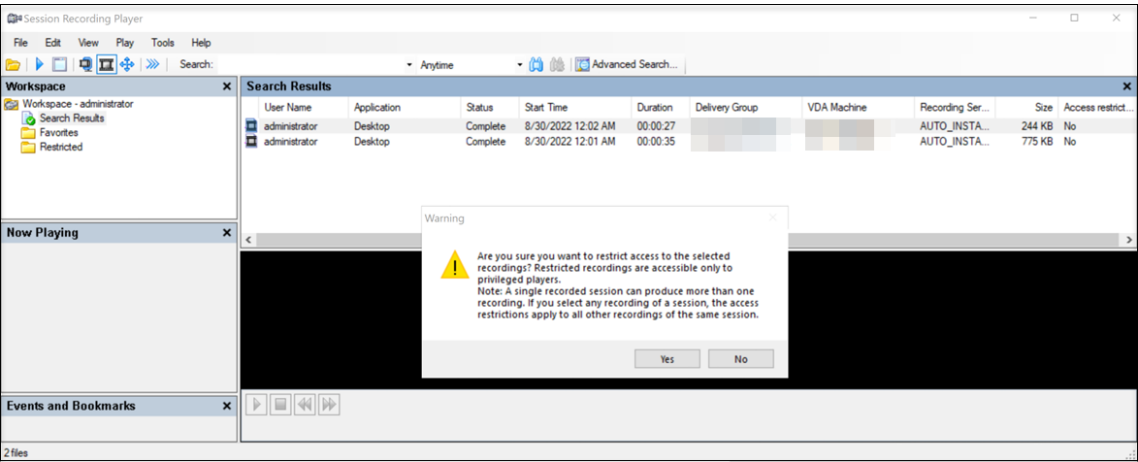 Session Recording Player
File Edit View Play Tools Help
Search: Anytime Advanced Search...
Workspace x
Workspace - administrator
Search Results
Favorites
Restricted
Search Results x
User Name Application Status Start Time Duration Delivery Group VDA Machine Recording Ser... Size Access restrict...
administrator Desktop Complete 8/30/2022 12:02 AM 00:00:27 AUTO_INSTA... 244 KB No
administrator Desktop Complete 8/30/2022 12:01 AM 00:00:35 AUTO_INSTA... 775 KB No
Now Playing x
Warning
Are you sure you want to restrict access to the selected
recordings? Restricted recordings are accessible only to
privileged players.
Note: A single recorded session can produce more than one
recording. If you select any recording of a session, the access
restrictions apply to all other recordings of the same session.
Yes No
Events and Bookmarks x
2 files